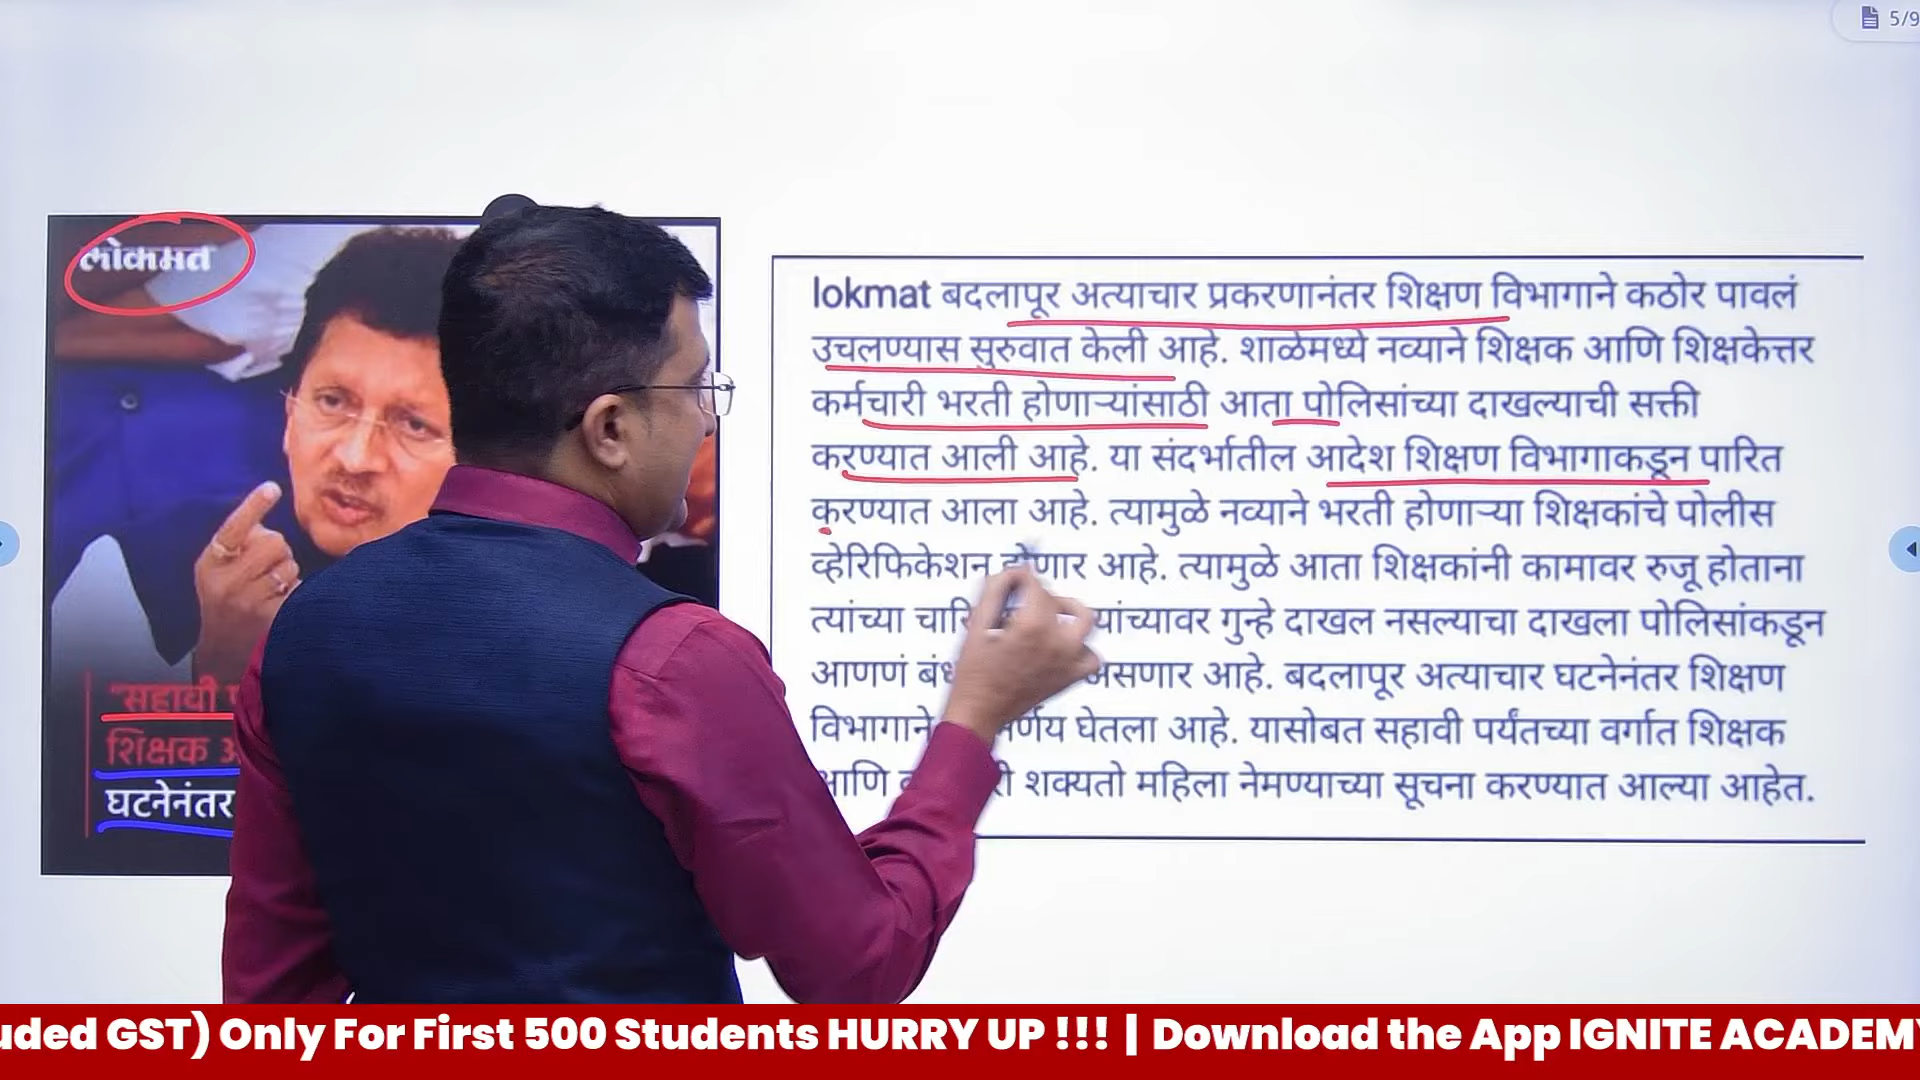 5/9
लोकमत
"सहावी
शिक्षक
घटनेनंतर
lokmat बदलापूर अत्याचार प्रकरणानंतर शिक्षण विभागाने कठोर पावलं
उचलण्यास सुरुवात केली आहे. शाळेमध्ये नव्याने शिक्षक आणि शिक्षकेत्तर
कर्मचारी भरती होणाऱ्यांसाठी आता पोलिसांच्या दाखल्याची सक्ती
करण्यात आली आहे. या संदर्भातील आदेश शिक्षण विभागाकडून पारित
करण्यात आला आहे. त्यामुळे नव्याने भरती होणाऱ्या शिक्षकांचे पोलीस
व्हेरिफिकेशन होणार आहे. त्यामुळे आता शिक्षकांनी कामावर रुजू होताना
त्यांच्या गुन्हे दाखल नसल्याचा दाखला पोलिसांकडून
आणणं असणार आहे. बदलापूर अत्याचार घटनेनंतर शिक्षण
विभागाने घेतला आहे. यासोबत सहावी पर्यंतच्या वर्गात शिक्षक
आणि शक्यतो महिला नेमण्याच्या सूचना करण्यात आल्या आहेत.
uded GST) Only For First 500 Students HURRY UP !!! | Download the App IGNITE ACADEMY